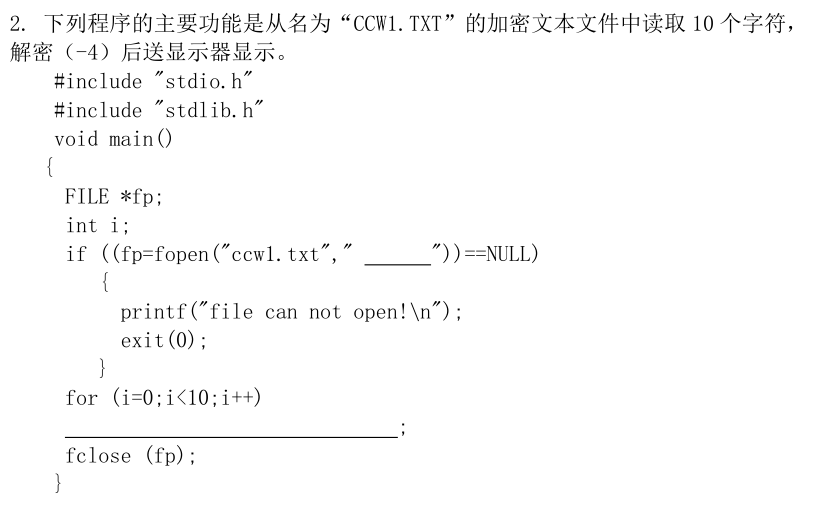 2. 下列程序的主要功能是从名为“CCW1.TXT”的加密文本文件中读取 10 个字符，
解密（-4）后送显示器显示。
#include "stdio.h"
#include "stdlib.h"
void main()
{
FILE *fp;
int i;
if ((fp=fopen("ccw1.txt"," ______"))==NULL)
{
printf("file can not open!\n");
exit(0);
}
for (i=0;i<10;i++)
______________________________;
fclose (fp);
}